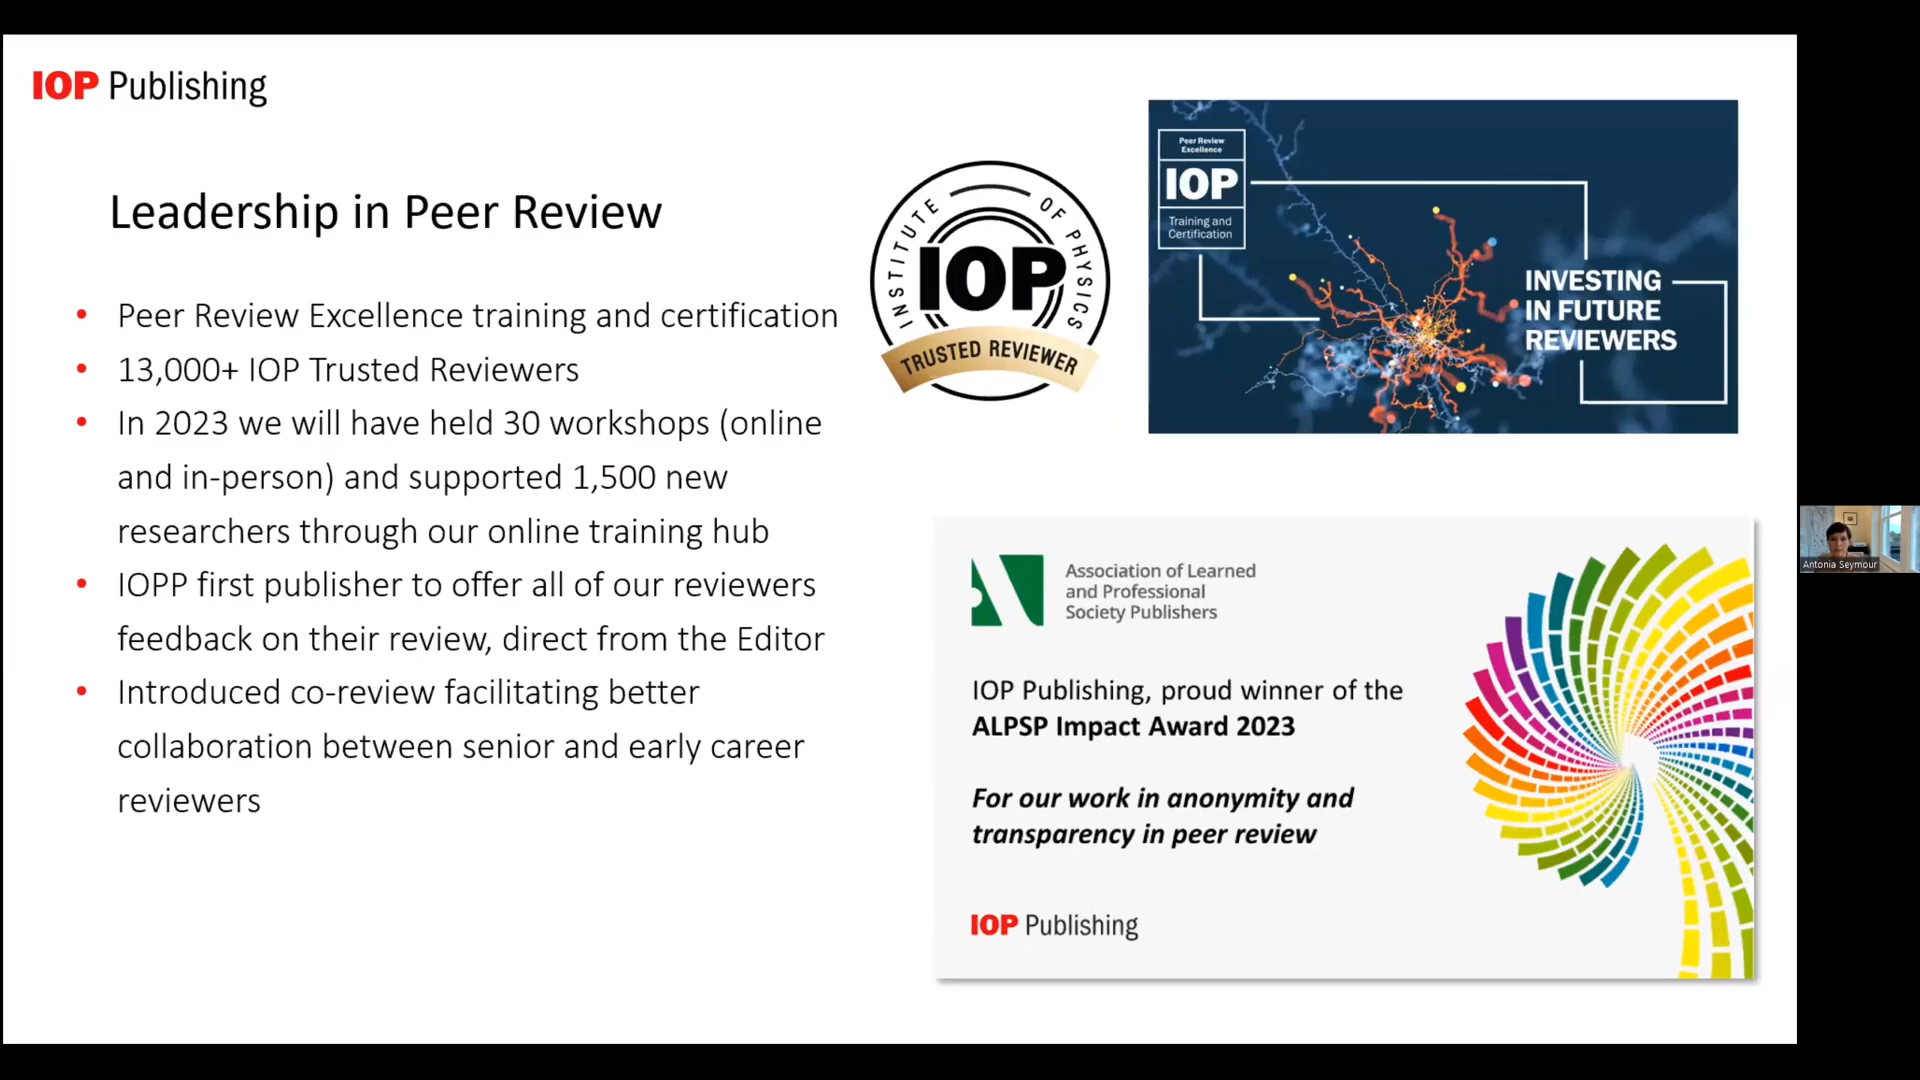 IOP Publishing
Leadership in Peer Review
• Peer Review Excellence training and certification
• 13,000+ IOP Trusted Reviewers
• In 2023 we will have held 30 workshops (online
and in-person) and supported 1,500 new
researchers through our online training hub
• IOPP first publisher to offer all of our reviewers
feedback on their review, direct from the Editor
• Introduced co-review facilitating better
collaboration between senior and early career
reviewers
INSTITUTE OF PHYSICS
IOP
TRUSTED REVIEWER
Peer Review
Excellence
IOP
Training and
Certification
INVESTING
IN FUTURE
REVIEWERS
Association of Learned
and Professional
Society Publishers
IOP Publishing, proud winner of the
ALPSP Impact Award 2023
For our work in anonymity and
transparency in peer review
IOP Publishing
Antonia Seymour